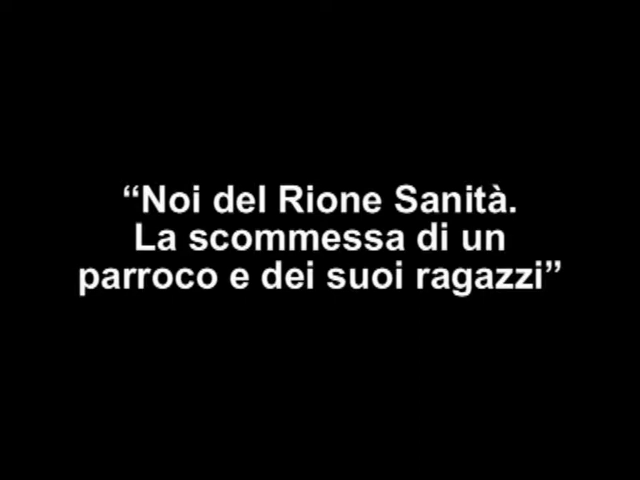 “Noi del Rione Sanità.
La scommessa di un
parroco e dei suoi ragazzi”